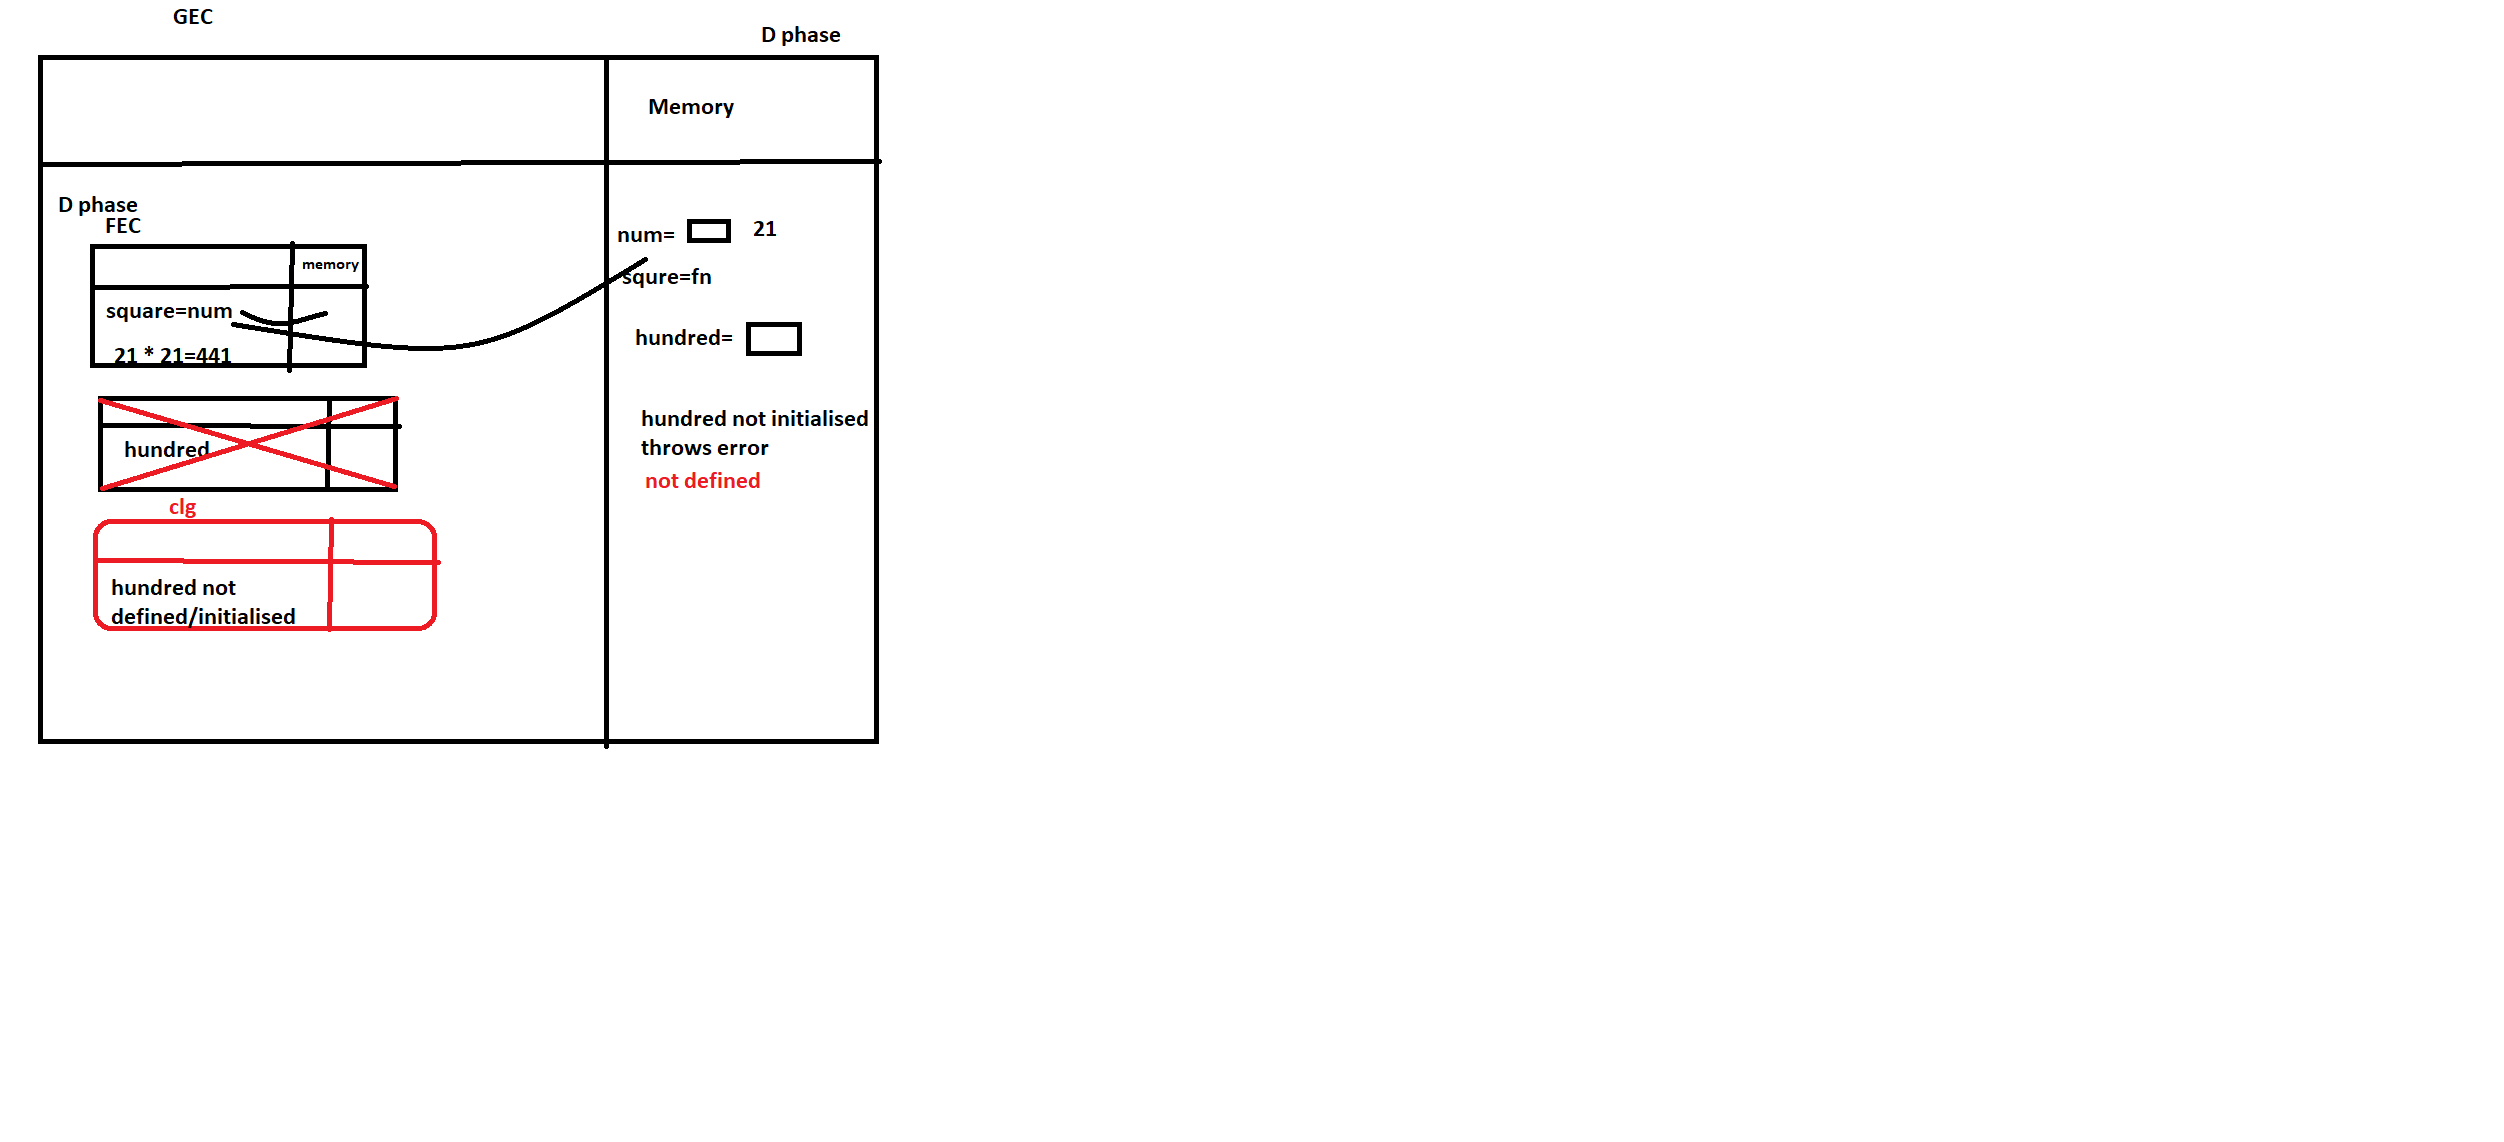 GEC
D phase
Memory
D phase
FEC
memory
square=num
21 * 21=441
num=
21
squre=fn
hundred=
hundred
hundred not initialised
throws error
not defined
clg
hundred not
defined/initialised